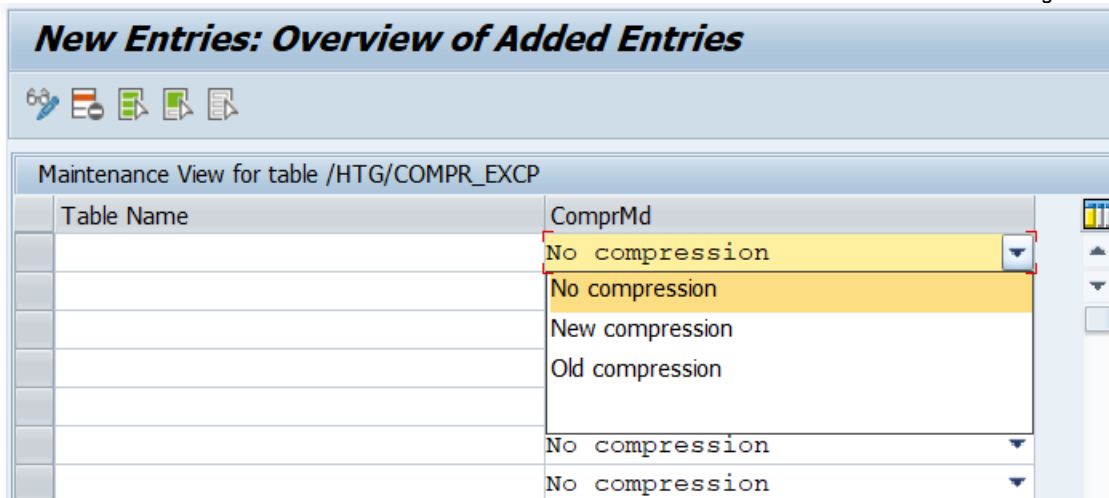 New Entries: Overview of Added Entries
Maintenance View for table /HTG/COMPR_EXCP
Table Name ComprMd
No compression
No compression
New compression
Old compression
No compression
No compression